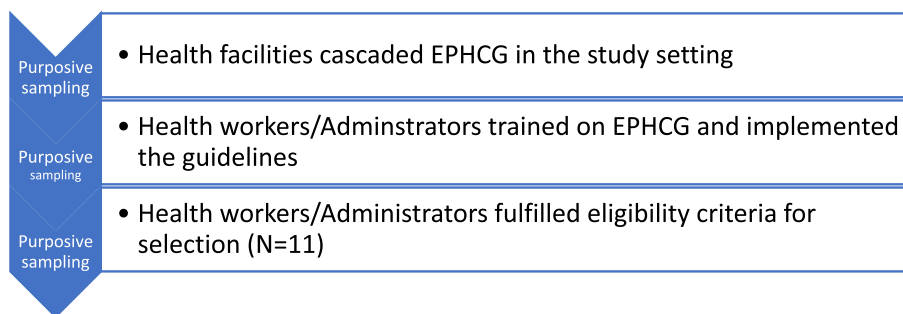 Purposive
sampling
• Health facilities cascaded EPHCG in the study setting
Purposive
sampling
• Health workers/Adminstrators trained on EPHCG and implemented
the guidelines
Purposive
sampling
• Health workers/Administrators fulfilled eligibility criteria for
selection (N=11)